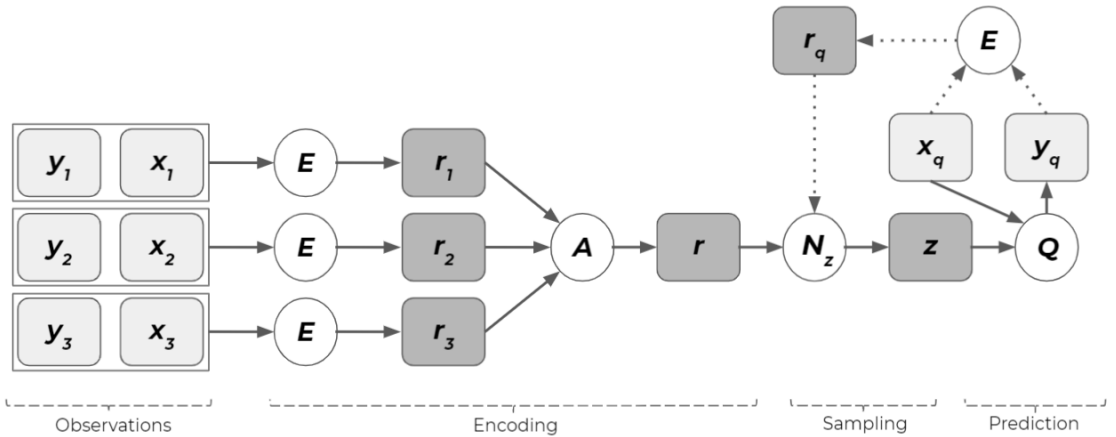 r_q E
x_q y_q
y_1 x_1 E r_1
y_2 x_2 E r_2 A r N_z z Q
y_3 x_3 E r_3
Observations Encoding Sampling Prediction